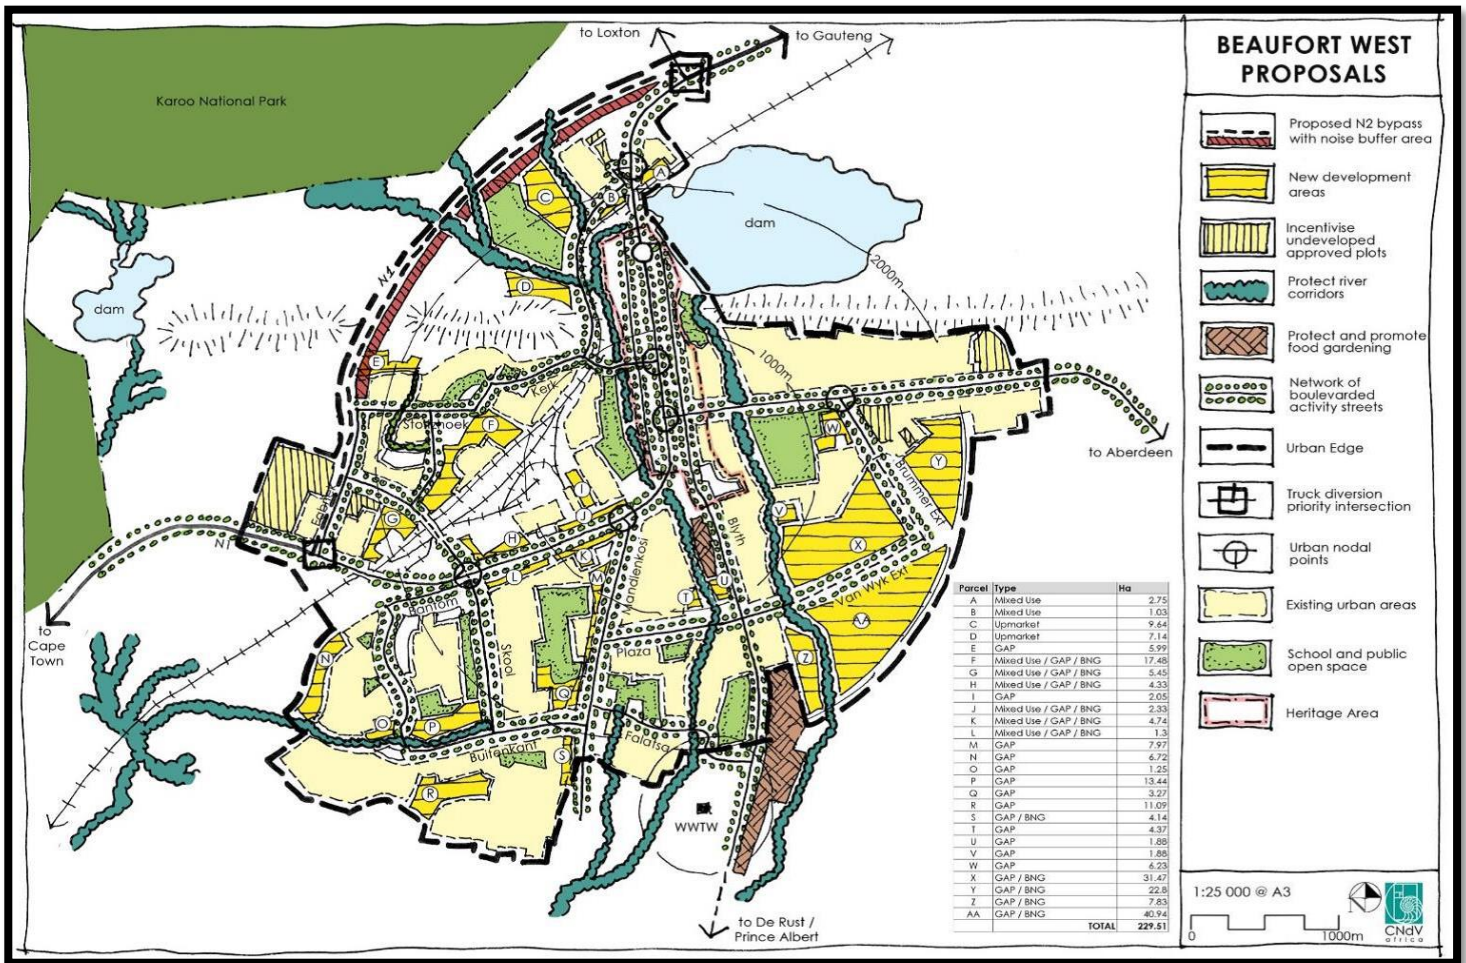 BEAUFORT WEST
PROPOSALS
Proposed N2 bypass
with noise buffer area
New development
areas
Incentivise
undeveloped
approved plots
Protect river
corridors
Protect and promote
food gardening
Network of
boulevarded
activity streets
Urban Edge
Truck diversion
priority intersection
Urban nodal
points
Existing urban areas
School and public
open space
Heritage Area
1:25 000 @ A3
0 1000m
N
CNdV
africa
to Loxton
to Gauteng
Karoo National Park
dam
dam
2000m
1000m
N1
N1
to Aberdeen
to
Cape
Town
to De Rust /
Prince Albert
WWTW
Kerk
Bantom
Skool
Mandlenkosi
Blyth
Brummer Ext
Van Wyk Ext
Plaza
Falatsa
Buitenkant
A
B
C
D
E
F
G
H
I
J
K
L
M
N
O
P
Q
R
S
T
U
V
W
X
Y
Z
AA
Parcel Type Ha
A Mixed Use 2.75
B Mixed Use 1.03
C Upmarket 9.64
D Upmarket 7.14
E GAP 5.99
F Mixed Use / GAP / BNG 17.48
G Mixed Use / GAP / BNG 5.45
H Mixed Use / GAP / BNG 4.33
I GAP 2.05
J Mixed Use / GAP / BNG 2.33
K Mixed Use / GAP / BNG 4.74
L Mixed Use / GAP / BNG 1.3
M GAP 7.97
N GAP 6.72
O GAP 1.25
P GAP 13.44
Q GAP 3.27
R GAP 11.09
S GAP / BNG 4.14
T GAP 4.37
U GAP 1.88
V GAP 1.88
W GAP 6.23
X GAP / BNG 31.47
Y GAP / BNG 22.8
Z GAP / BNG 7.83
AA GAP / BNG 40.94
TOTAL 229.51